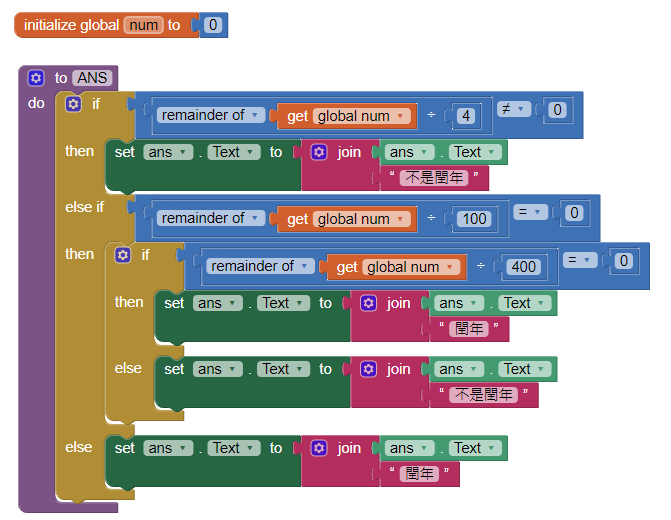 initialize global num to 0
to ANS
do if remainder of get global num ÷ 4 ≠ 0
then set ans . Text to join ans . Text
“ 不是閏年 ”
else if remainder of get global num ÷ 100 = 0
then if remainder of get global num ÷ 400 = 0
then set ans . Text to join ans . Text
“ 閏年 ”
else set ans . Text to join ans . Text
“ 不是閏年 ”
else set ans . Text to join ans . Text
“ 閏年 ”